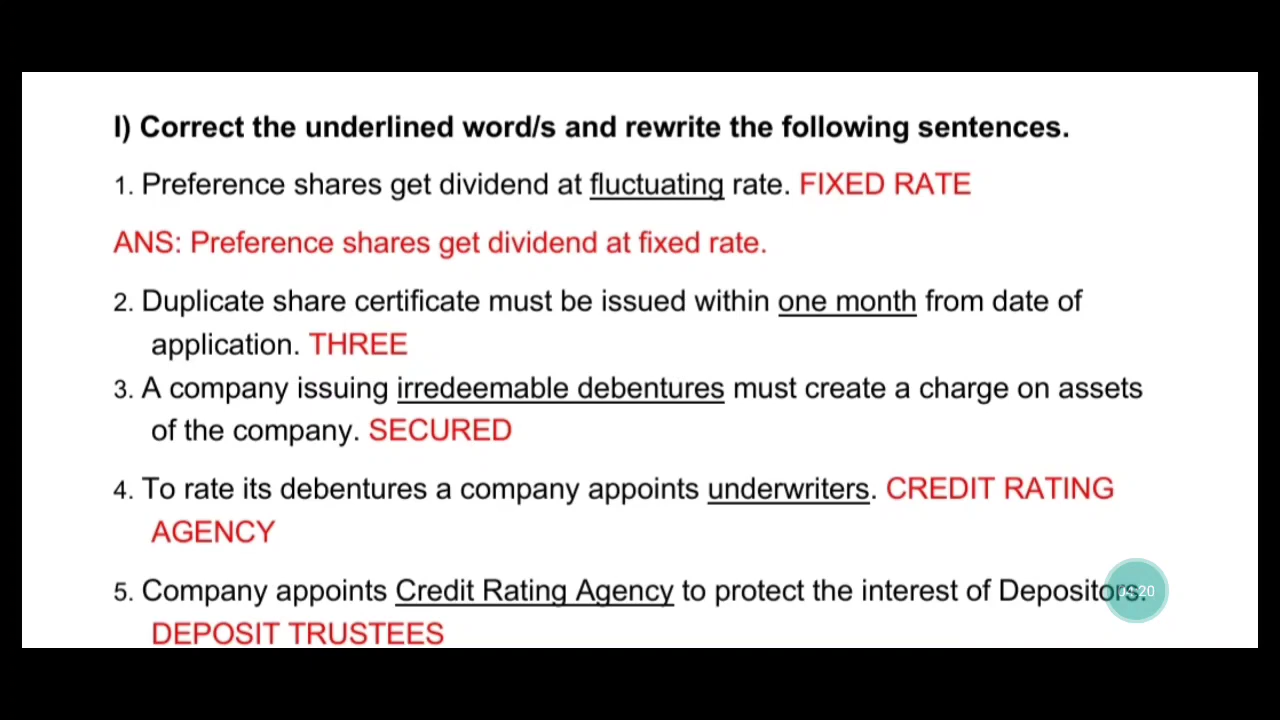 I) Correct the underlined word/s and rewrite the following sentences.
1. Preference shares get dividend at fluctuating rate. FIXED RATE
ANS: Preference shares get dividend at fixed rate.
2. Duplicate share certificate must be issued within one month from date of
application. THREE
3. A company issuing irredeemable debentures must create a charge on assets
of the company. SECURED
4. To rate its debentures a company appoints underwriters. CREDIT RATING
AGENCY
5. Company appoints Credit Rating Agency to protect the interest of Depositors.
04:20
DEPOSIT TRUSTEES